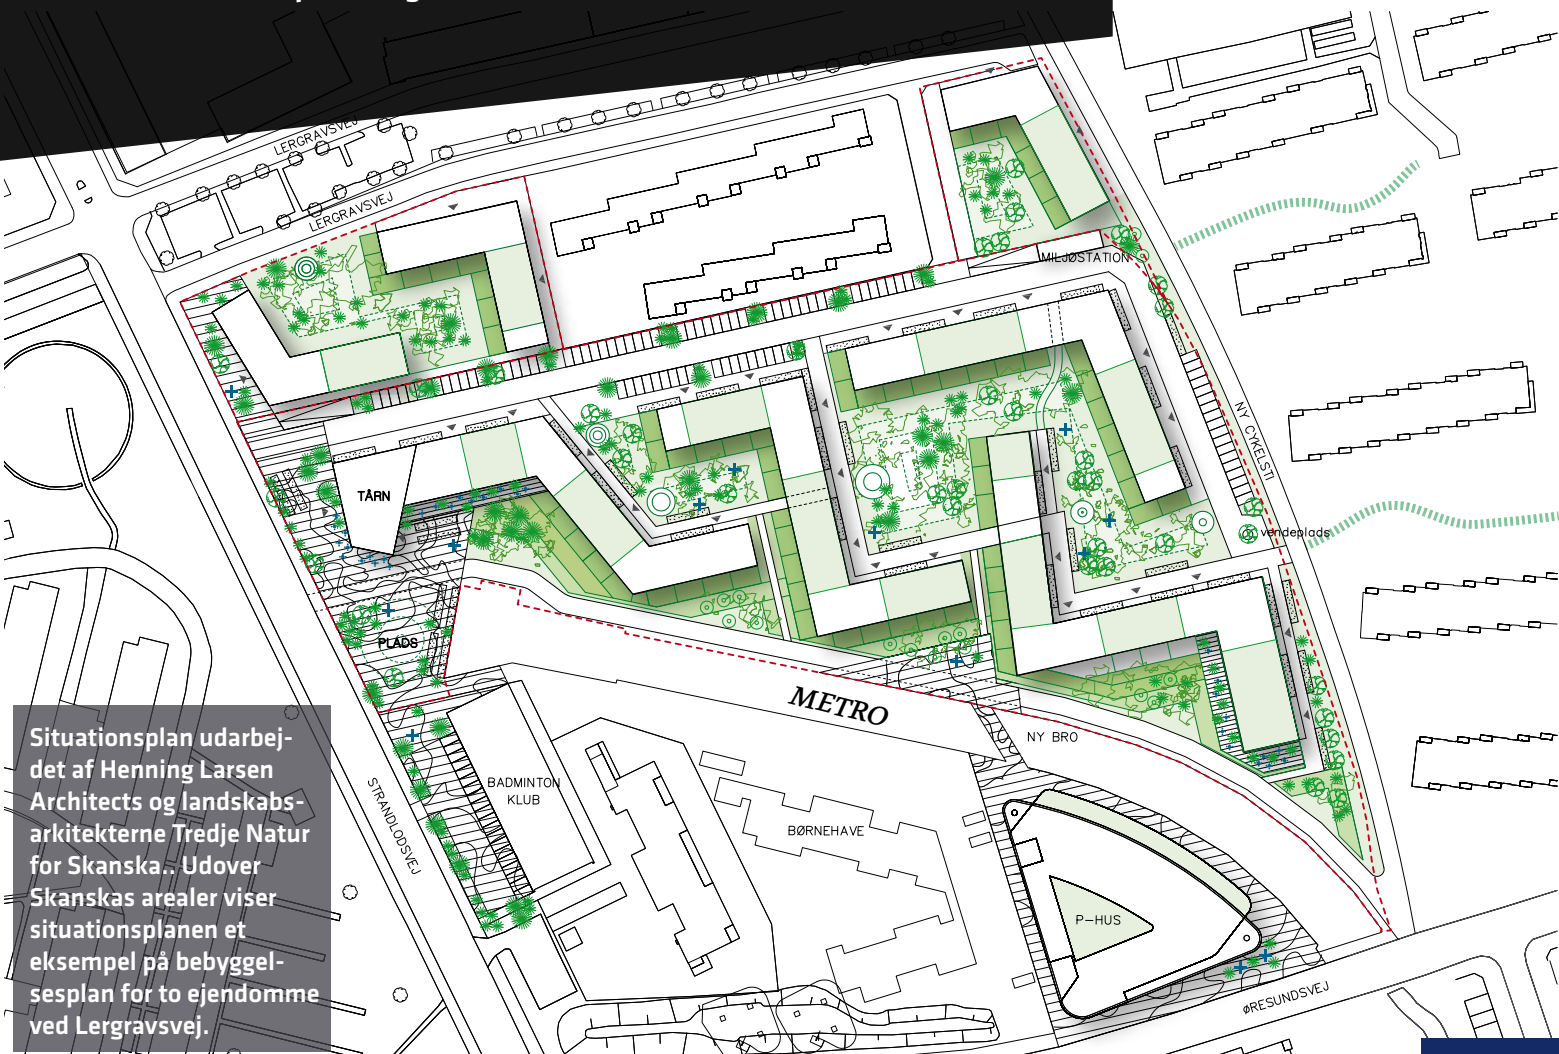 LERGRAVSVEJ
LERGRAVSVEJ
MILJØSTATION
NY CYKELSTI
vendeplads
TÅRN
PLADS
METRO
NY BRO
STRANDLODSVEJ
BADMINTON
KLUB
BØRNEHAVE
P-HUS
ØRESUNDSVEJ
Situationsplan udarbej-
det af Henning Larsen
Architects og landskabs-
arkitekterne Tredje Natur
for Skanska.. Udover
Skanskas arealer viser
situationsplanen et
eksempel på bebyggel-
sesplan for to ejendomme
ved Lergravsvej.